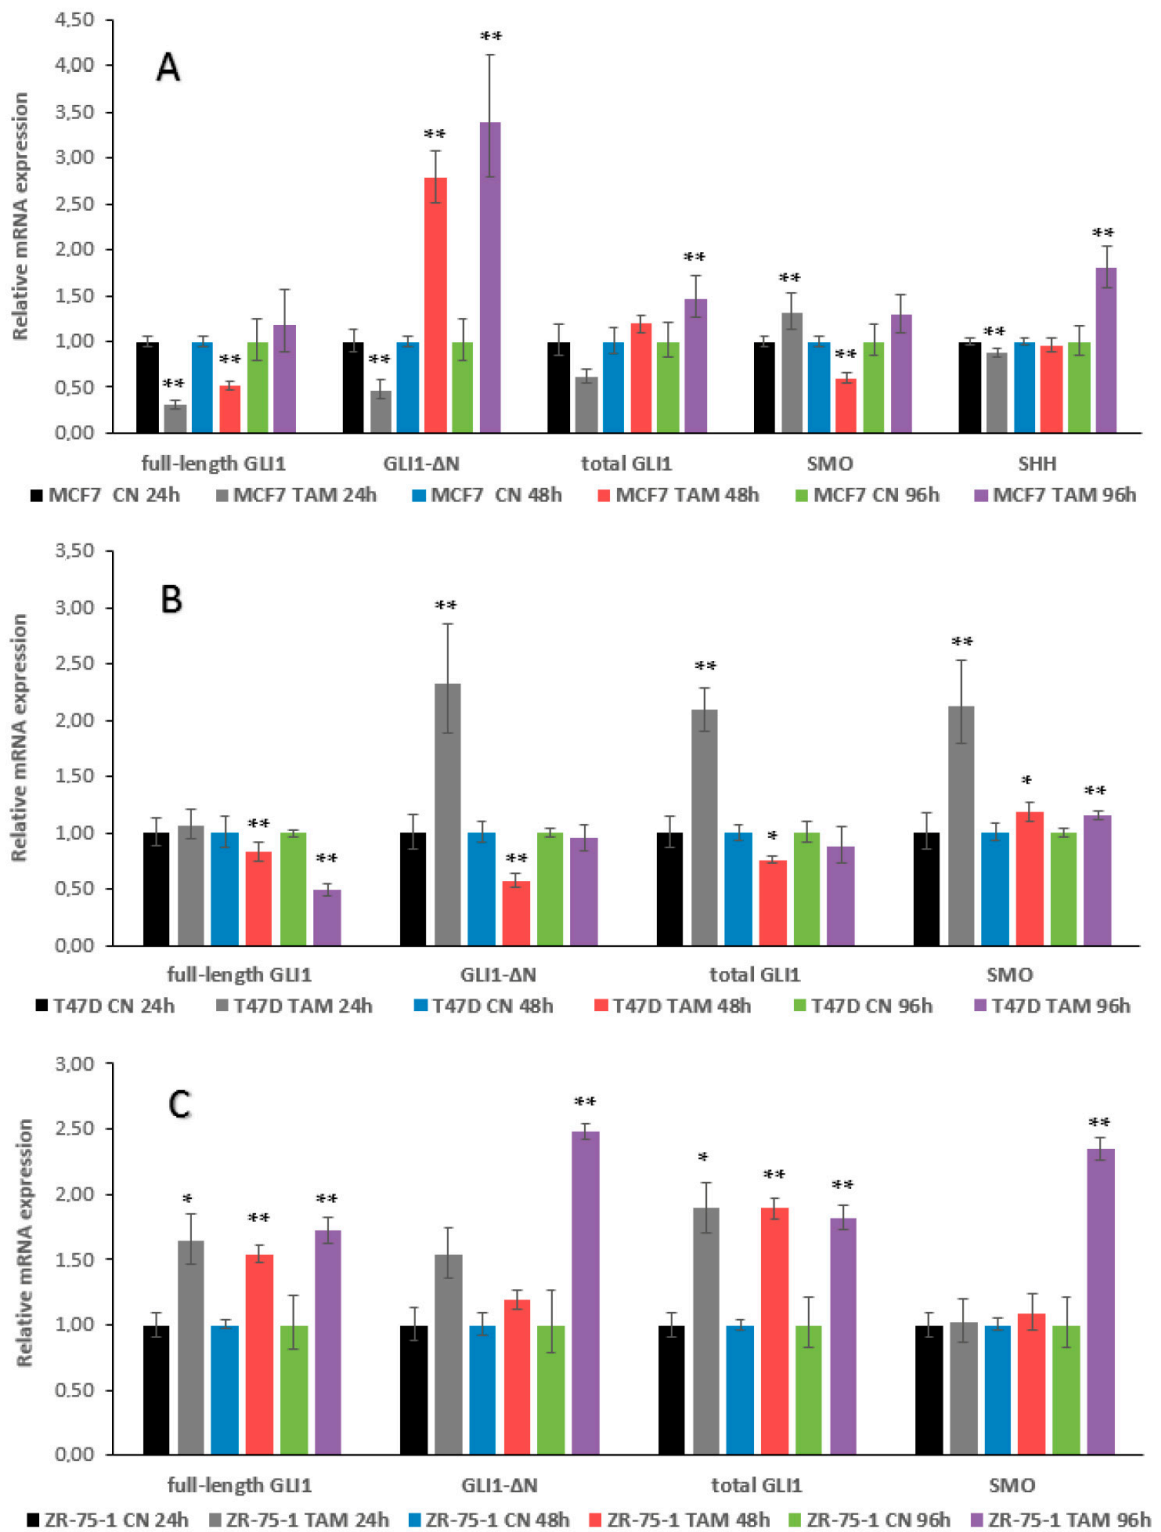 4,50
4,00
3,50
3,00
2,50
2,00
1,50
1,00
0,50
0,00
Relative mRNA expression
A
** ** ** ** ** ** ** ** ** **
full-length GLI1 GLI1-ΔN total GLI1 SMO SHH
MCF7 CN 24h MCF7 TAM 24h MCF7 CN 48h MCF7 TAM 48h MCF7 CN 96h MCF7 TAM 96h
3,50
3,00
2,50
2,00
1,50
1,00
0,50
0,00
Relative mRNA expression
B
** ** ** ** ** * ** * **
full-length GLI1 GLI1-ΔN total GLI1 SMO
T47D CN 24h T47D TAM 24h T47D CN 48h T47D TAM 48h T47D CN 96h T47D TAM 96h
3,00
2,50
2,00
1,50
1,00
0,50
0,00
Relative mRNA expression
C
* ** ** ** * ** ** **
full-length GLI1 GLI1-ΔN total GLI1 SMO
ZR-75-1 CN 24h ZR-75-1 TAM 24h ZR-75-1 CN 48h ZR-75-1 TAM 48h ZR-75-1 CN 96h ZR-75-1 TAM 96h